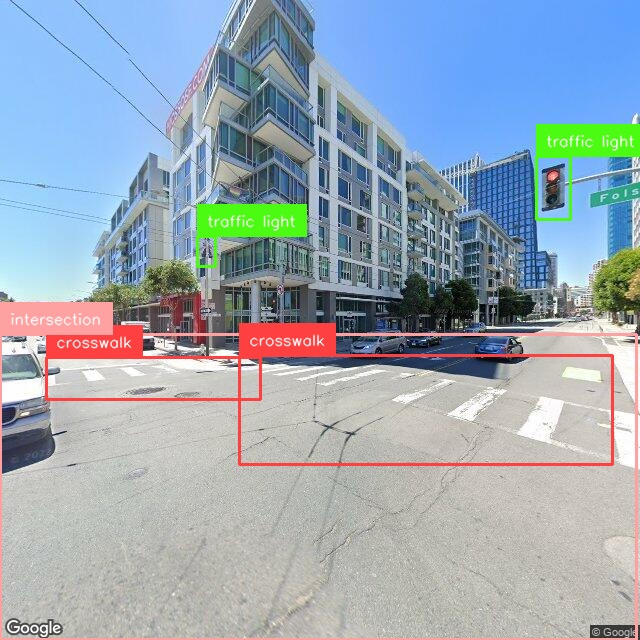 traffic light
traffic light
Fols
intersection
crosswalk
crosswalk
Google
© Google